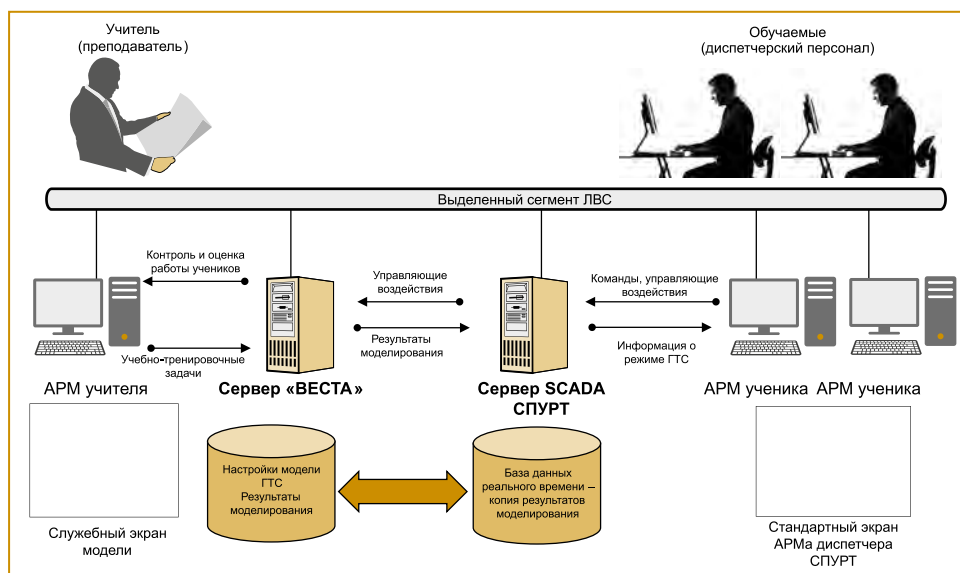 Учитель
(преподаватель)
Обучаемые
(диспетчерский персонал)
Выделенный сегмент ЛВС
Контроль и оценка
работы учеников
Управляющие
воздействия
Команды, управляющие
воздействия
Учебно-тренировочные
задачи
Результаты
моделирования
Информация о
режиме ГТС
АРМ учителя
Сервер «ВЕСТА»
Сервер SCADA
СПУРТ
АРМ ученика
АРМ ученика
Настройки модели
ГТС
Результаты
моделирования
База данных
реального времени –
копия результатов
моделирования
Служебный экран
модели
Стандартный экран
АРМа диспетчера
СПУРТ